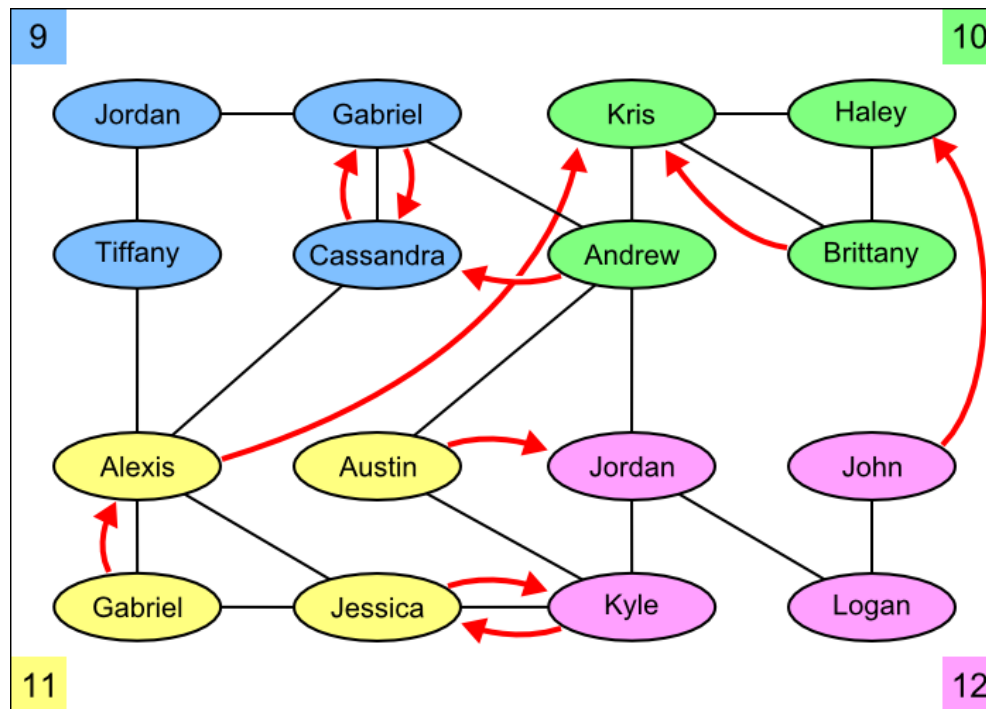 9
10
Jordan
Gabriel
Kris
Haley
Tiffany
Cassandra
Andrew
Brittany
Alexis
Austin
Jordan
John
Gabriel
Jessica
Kyle
Logan
11
12